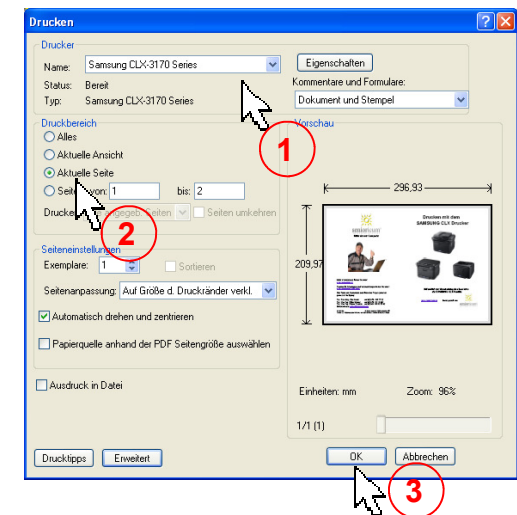 Drucken
Drucker
Name: Samsung CLX-3170 Series
Eigenschaften
Status: Bereit
Kommentare und Formulare:
Typ: Samsung CLX-3170 Series
Dokument und Stempel
1
Druckbereich
Alles
Aktuelle Ansicht
Aktuelle Seite
Seiten von: 1 bis: 2
Drucken: angegeb. Seiten Seiten umkehren
2
Seiteneinstellungen
Exemplare: 1 Sortieren
Seitenanpassung: Auf Größe d. Druckränder verkl.
Automatisch drehen und zentrieren
Papierquelle anhand der PDF Seitengröße auswählen
Ausdruck in Datei
Vorschau
296,93
209,97
Drucken mit dem
SAMSUNG CLX Drucker
Einheiten: mm Zoom: 96%
1/1 (1)
Drucktipps Erweitert OK Abbrechen
3